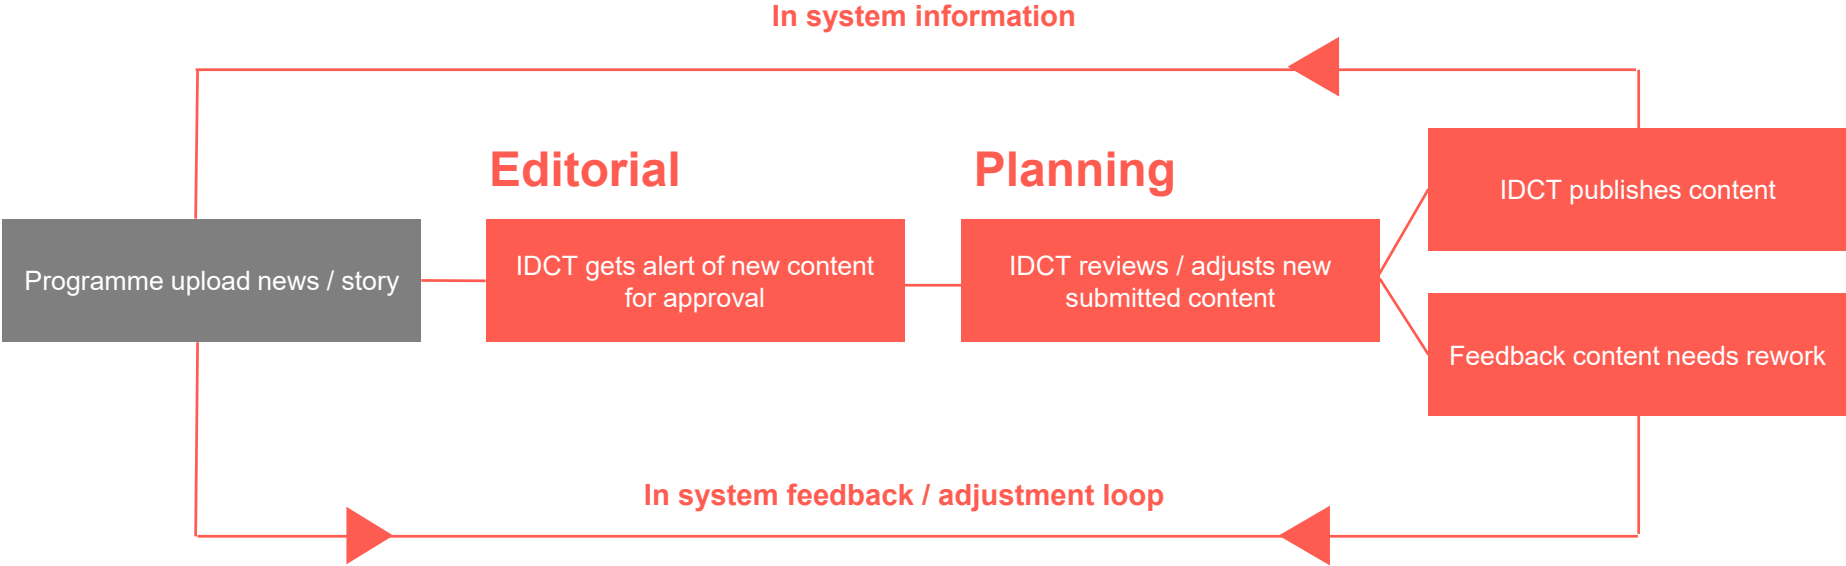 In system information
Editorial
Planning
IDCT publishes content
Programme upload news / story
IDCT gets alert of new content
for approval
IDCT reviews / adjusts new
submitted content
Feedback content needs rework
In system feedback / adjustment loop